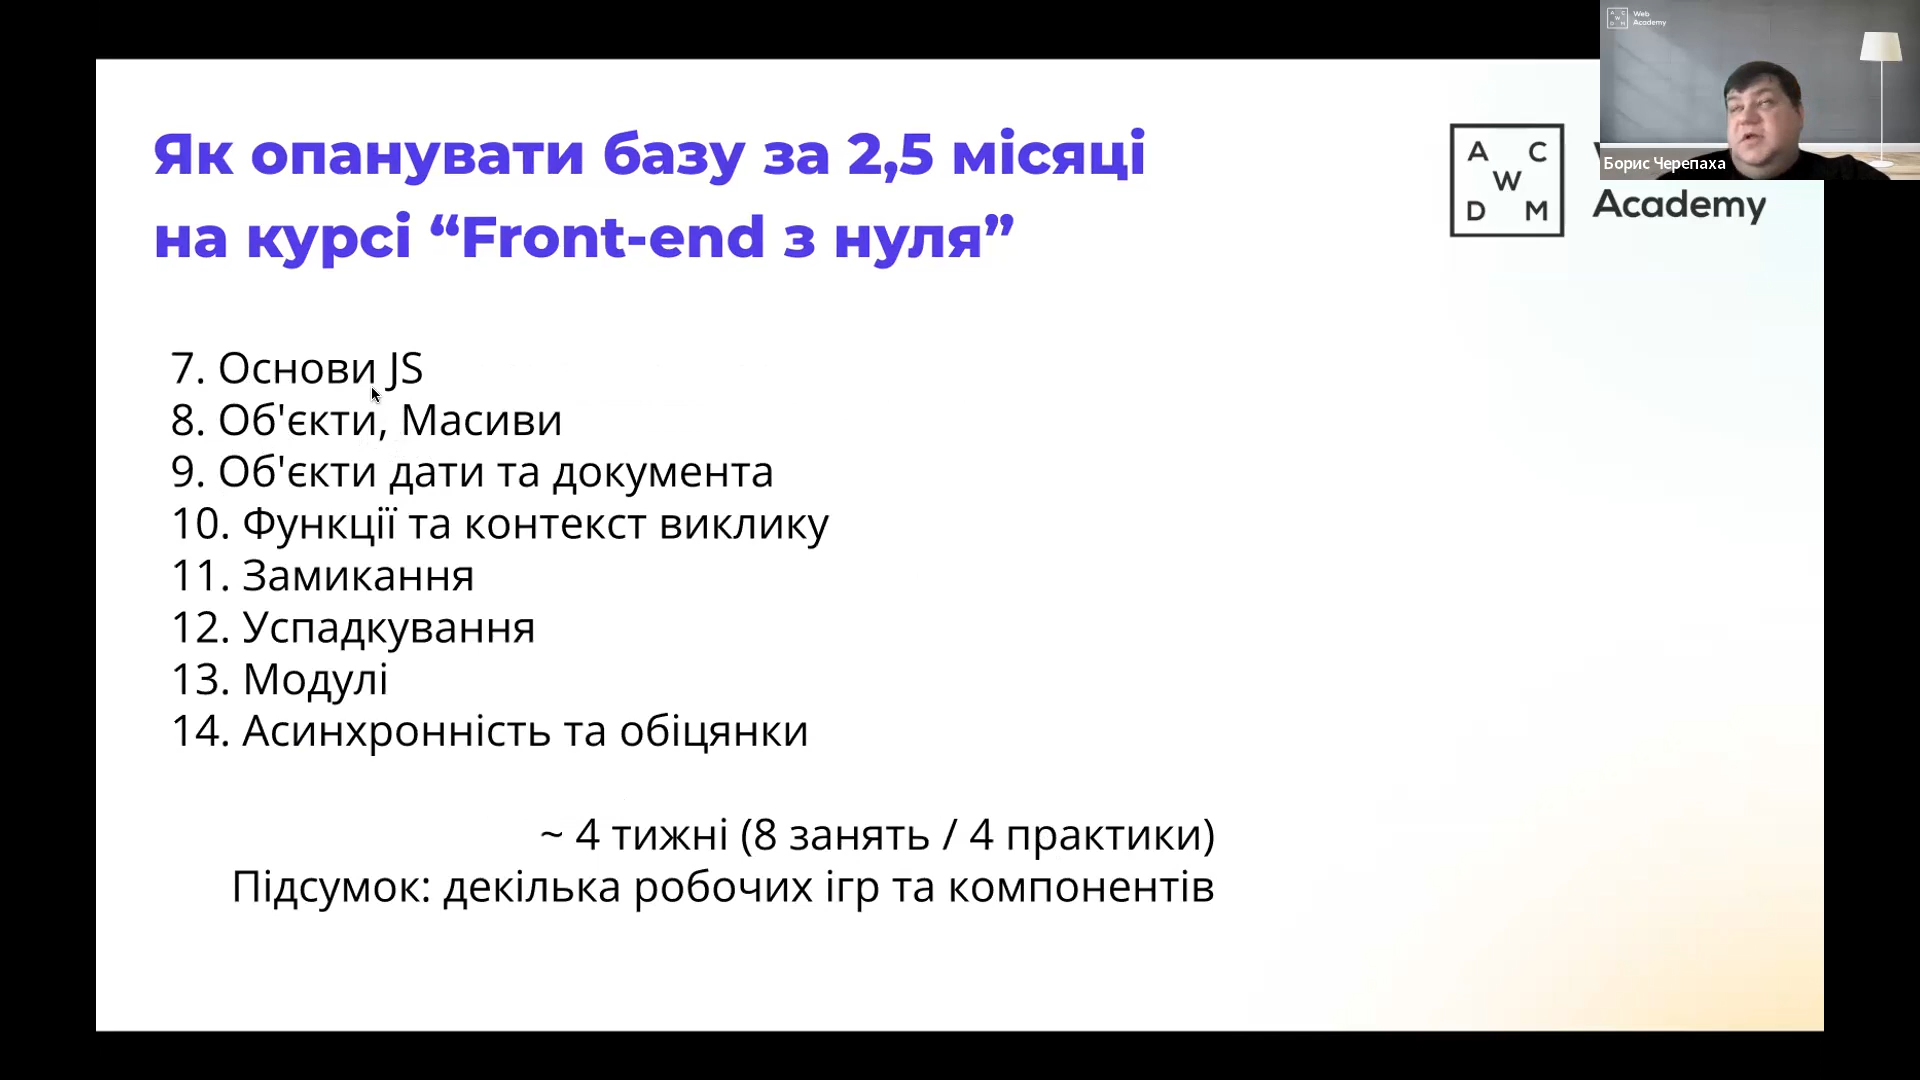 Як опанувати базу за 2,5 місяці
на курсі “Front-end з нуля”
A C
W
D M
Academy
Web
Academy
Борис Черепаха
7. Основи JS
8. Об'єкти, Масиви
9. Об'єкти дати та документа
10. Функції та контекст виклику
11. Замикання
12. Успадкування
13. Модулі
14. Асинхронність та обіцянки
~ 4 тижні (8 занять / 4 практики)
Підсумок: декілька робочих ігр та компонентів